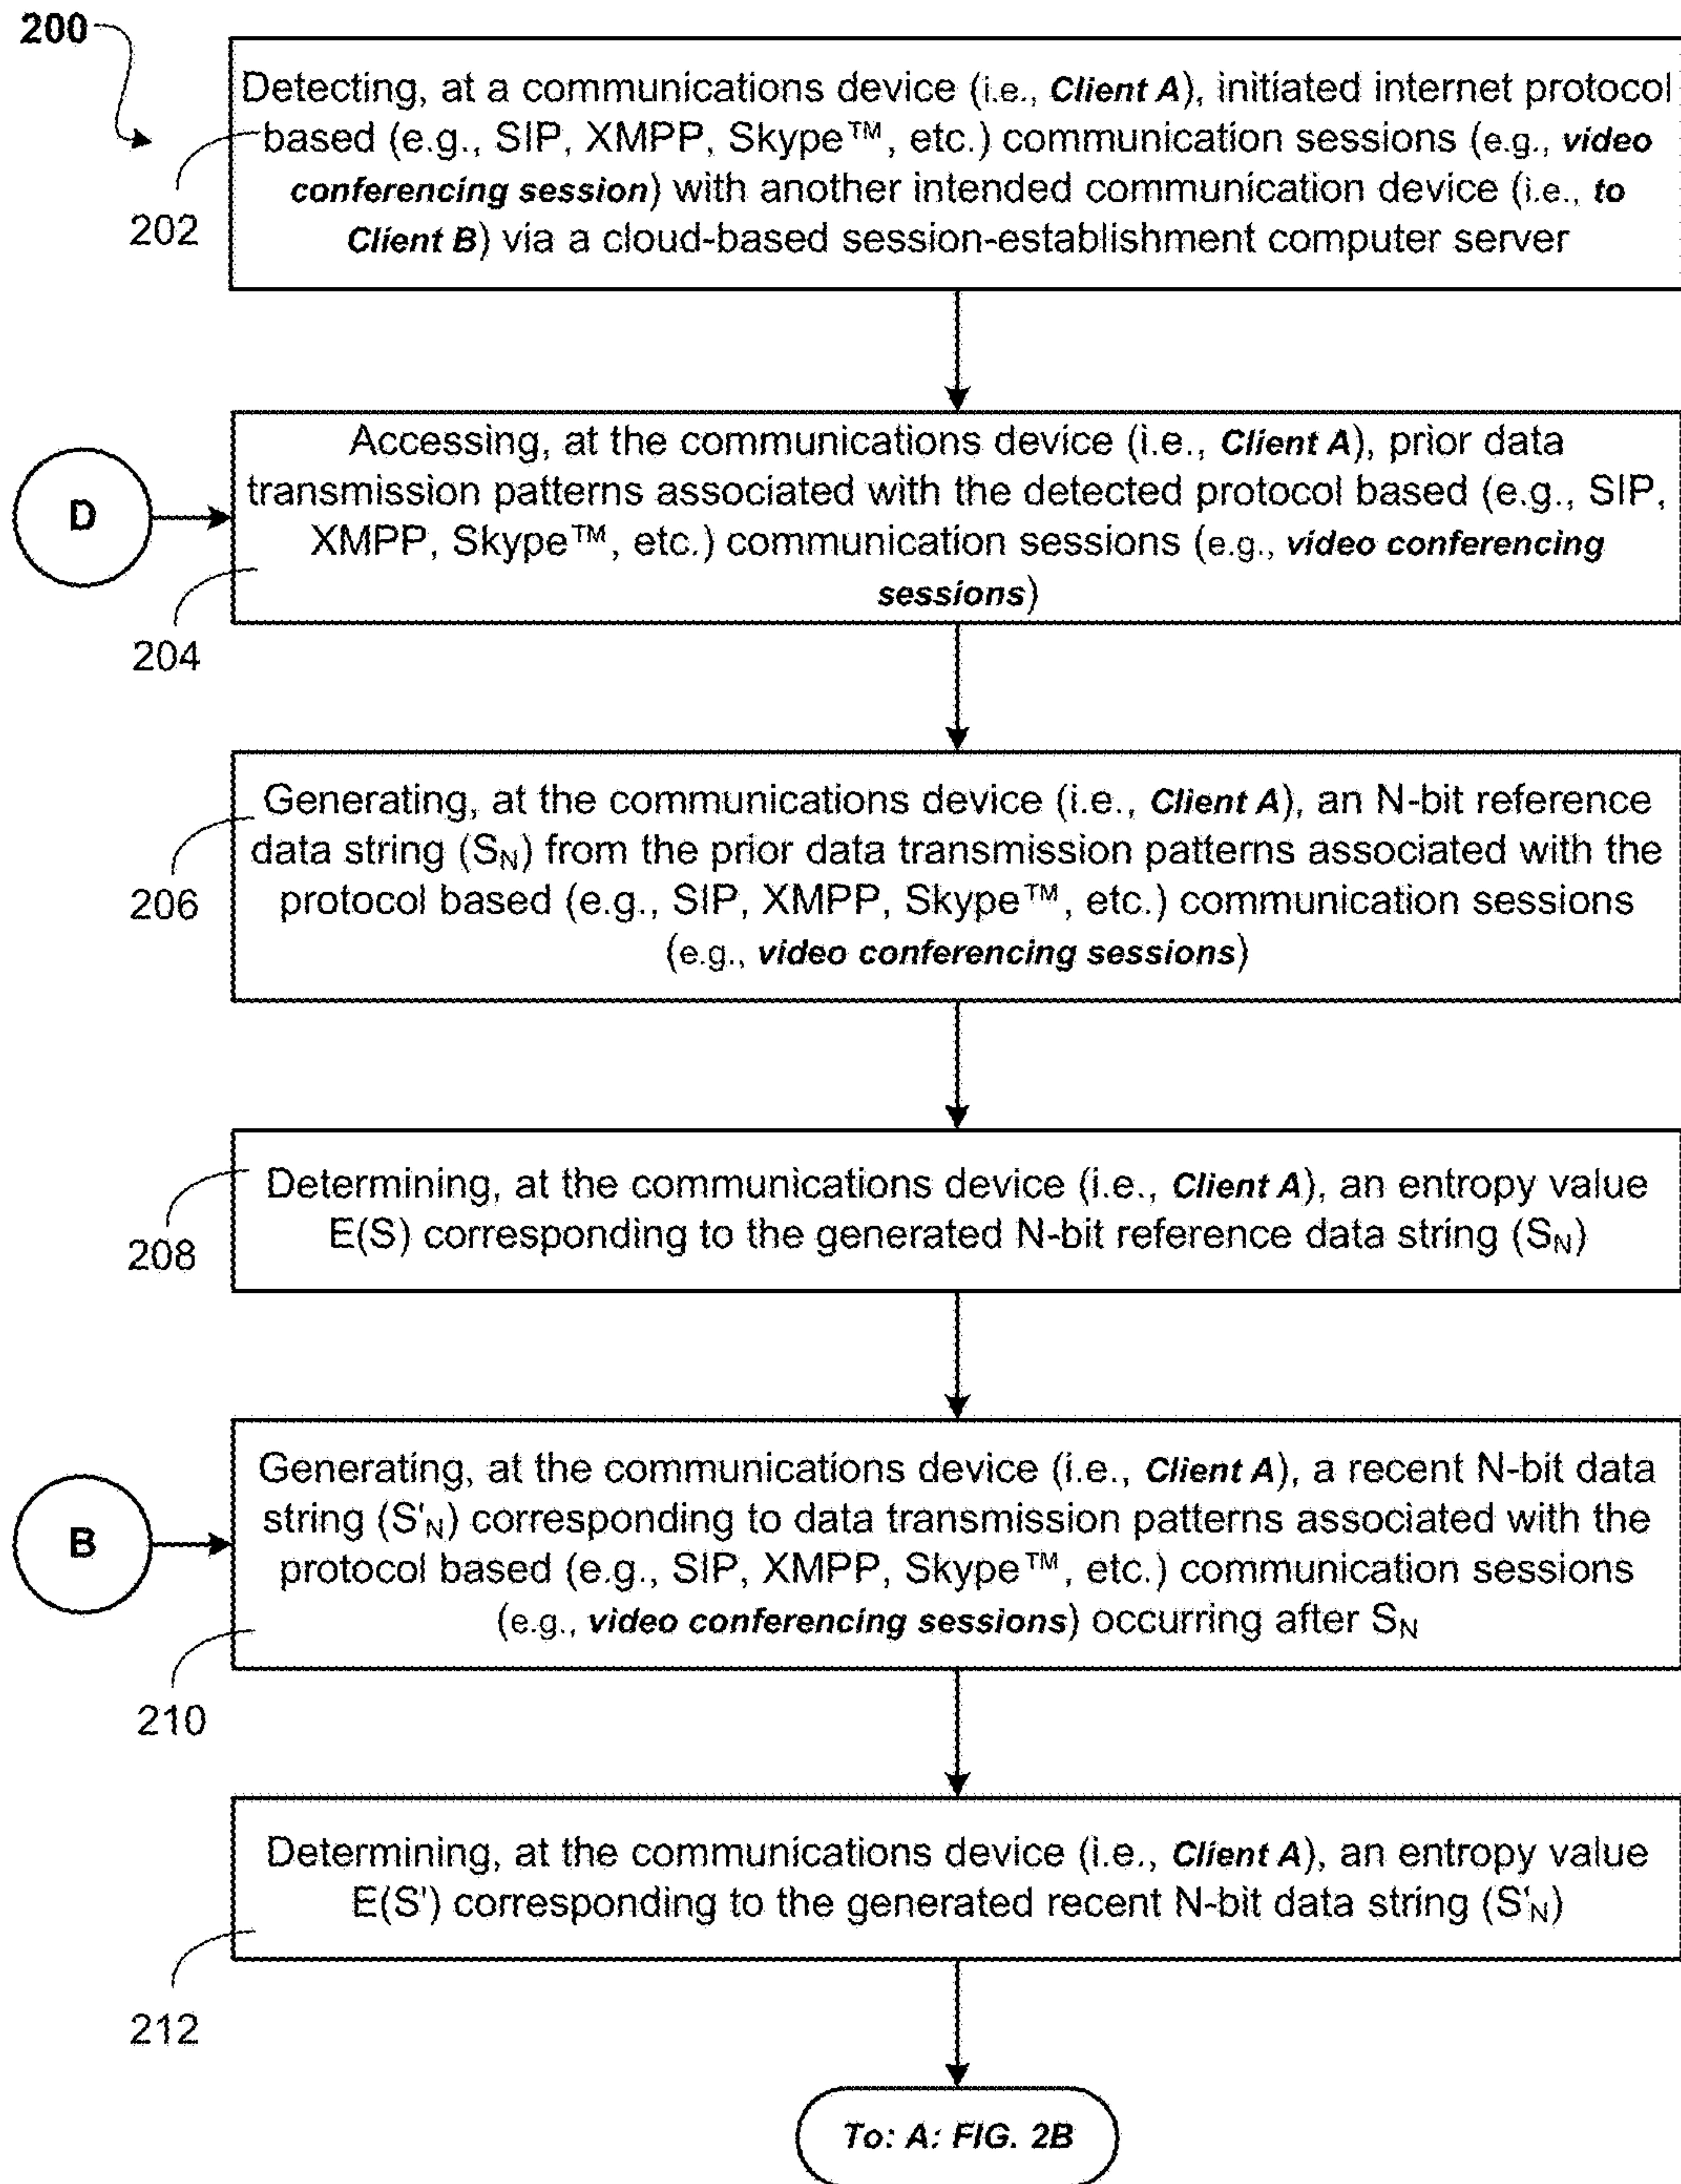 200
Detecting, at a communications device (i.e., Client A), initiated internet protocol
based (e.g., SIP, XMPP, Skype™, etc.) communication sessions (e.g., video
conferencing session) with another intended communication device (i.e., to
Client B) via a cloud-based session-establishment computer server
202
Accessing, at the communications device (i.e., Client A), prior data
transmission patterns associated with the detected protocol based (e.g., SIP,
XMPP, Skype™, etc.) communication sessions (e.g., video conferencing
sessions)
D
204
Generating, at the communications device (i.e., Client A), an N-bit reference
data string (SN) from the prior data transmission patterns associated with the
protocol based (e.g., SIP, XMPP, Skype™, etc.) communication sessions
(e.g., video conferencing sessions)
206
Determining, at the communications device (i.e., Client A), an entropy value
E(S) corresponding to the generated N-bit reference data string (SN)
208
Generating, at the communications device (i.e., Client A), a recent N-bit data
string (S'N) corresponding to data transmission patterns associated with the
protocol based (e.g., SIP, XMPP, Skype™, etc.) communication sessions
(e.g., video conferencing sessions) occurring after SN
B
210
Determining, at the communications device (i.e., Client A), an entropy value
E(S') corresponding to the generated recent N-bit data string (S'N)
212
To: A: FIG. 2B